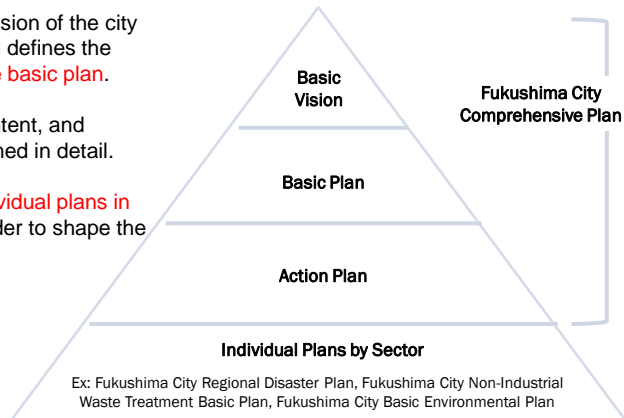 sion of the city
defines the
basic plan.
tent, and
ned in detail.
vidual plans in
der to shape the
Basic
Vision
Fukushima City
Comprehensive Plan
Basic Plan
Action Plan
Individual Plans by Sector
Ex: Fukushima City Regional Disaster Plan, Fukushima City Non-Industrial
Waste Treatment Basic Plan, Fukushima City Basic Environmental Plan